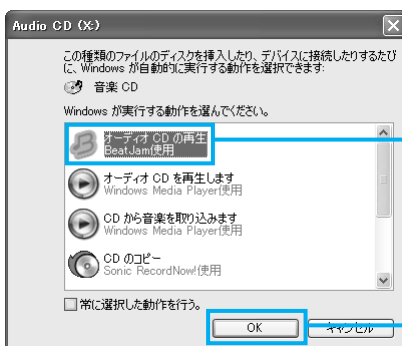 Audio CD (X:)
この種類のファイルのディスクを挿入したり、デバイスに接続したりするたび
に、Windows が自動的に実行する動作を選択できます:
音楽 CD
Windows が実行する動作を選んでください。
オーディオ CD の再生
BeatJam使用
オーディオ CD を再生します
Windows Media Player使用
CD から音楽を取り込みます
Windows Media Player使用
CD のコピー
Sonic RecordNow!使用
常に選択した動作を行う。
OK キャンセル